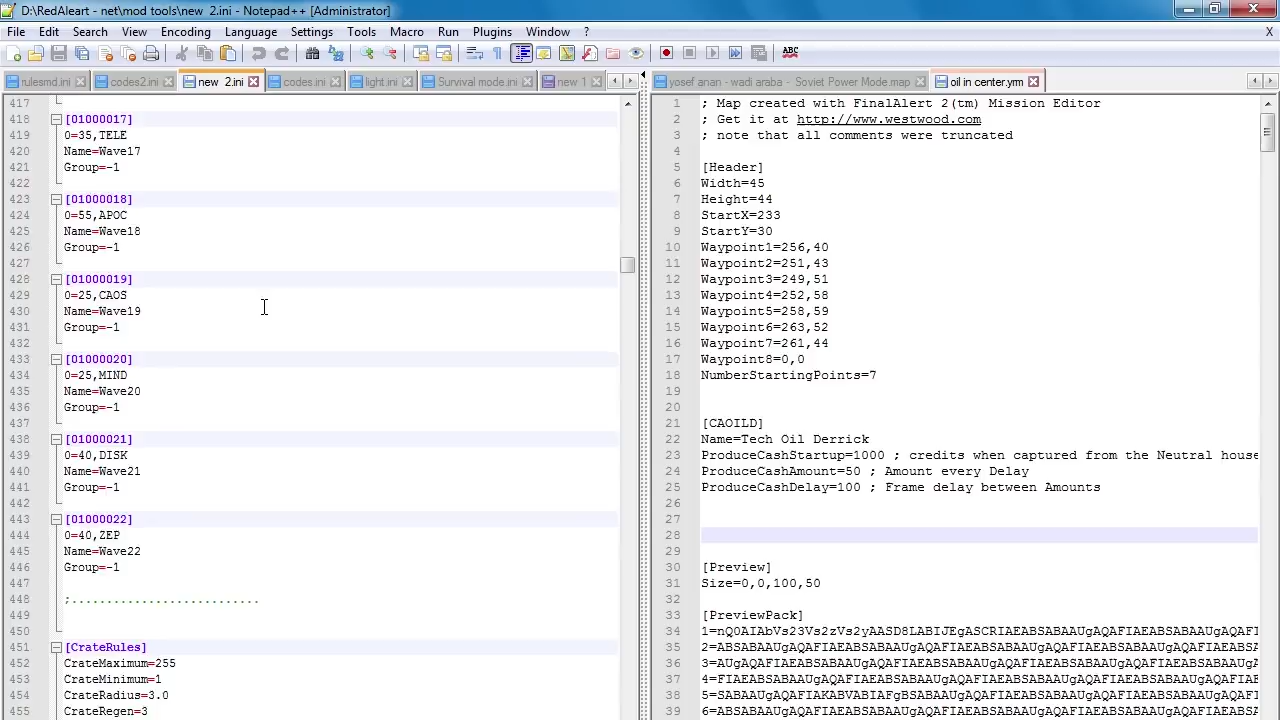 D:\RedAleart - net\mod tools\new  2.ini - Notepad++ [Administrator]
File Edit Search View Encoding Language Settings Tools Macro Run Plugins Window ? X
ABC
rulesmd.ini codes2.ini new  2.ini codes.ini light.ini Survival mode.ini new 1
yosef anan - wadi araba - Soviet Power Mode.map oil in center.yrm
417
418 [01000017]
419 0=35,TELE
420 Name=Wave17
421 Group=-1
422
423 [01000018]
424 0=55,APOC
425 Name=Wave18
426 Group=-1
427
428 [01000019]
429 0=25,CAOS
430 Name=Wave19
431 Group=-1
432
433 [01000020]
434 0=25,MIND
435 Name=Wave20
436 Group=-1
437
438 [01000021]
439 0=40,DISK
440 Name=Wave21
441 Group=-1
442
443 [01000022]
444 0=40,ZEP
445 Name=Wave22
446 Group=-1
447
448 ;...........................
449
450
451 [CrateRules]
452 CrateMaximum=255
453 CrateMinimum=1
454 CrateRadius=3.0
455 CrateRegen=3
1 ; Map created with FinalAlert 2(tm) Mission Editor
2 ; Get it at http://www.westwood.com
3 ; note that all comments were truncated
4
5 [Header]
6 Width=45
7 Height=44
8 StartX=233
9 StartY=30
10 Waypoint1=256,40
11 Waypoint2=251,43
12 Waypoint3=249,51
13 Waypoint4=252,58
14 Waypoint5=258,59
15 Waypoint6=263,52
16 Waypoint7=261,44
17 Waypoint8=0,0
18 NumberStartingPoints=7
19
20
21 [CAOILD]
22 Name=Tech Oil Derrick
23 ProduceCashStartup=1000 ; credits when captured from the Neutral house
24 ProduceCashAmount=50 ; Amount every Delay
25 ProduceCashDelay=100 ; Frame delay between Amounts
26
27
28
29
30 [Preview]
31 Size=0,0,100,50
32
33 [PreviewPack]
34
35
36
37
38
39